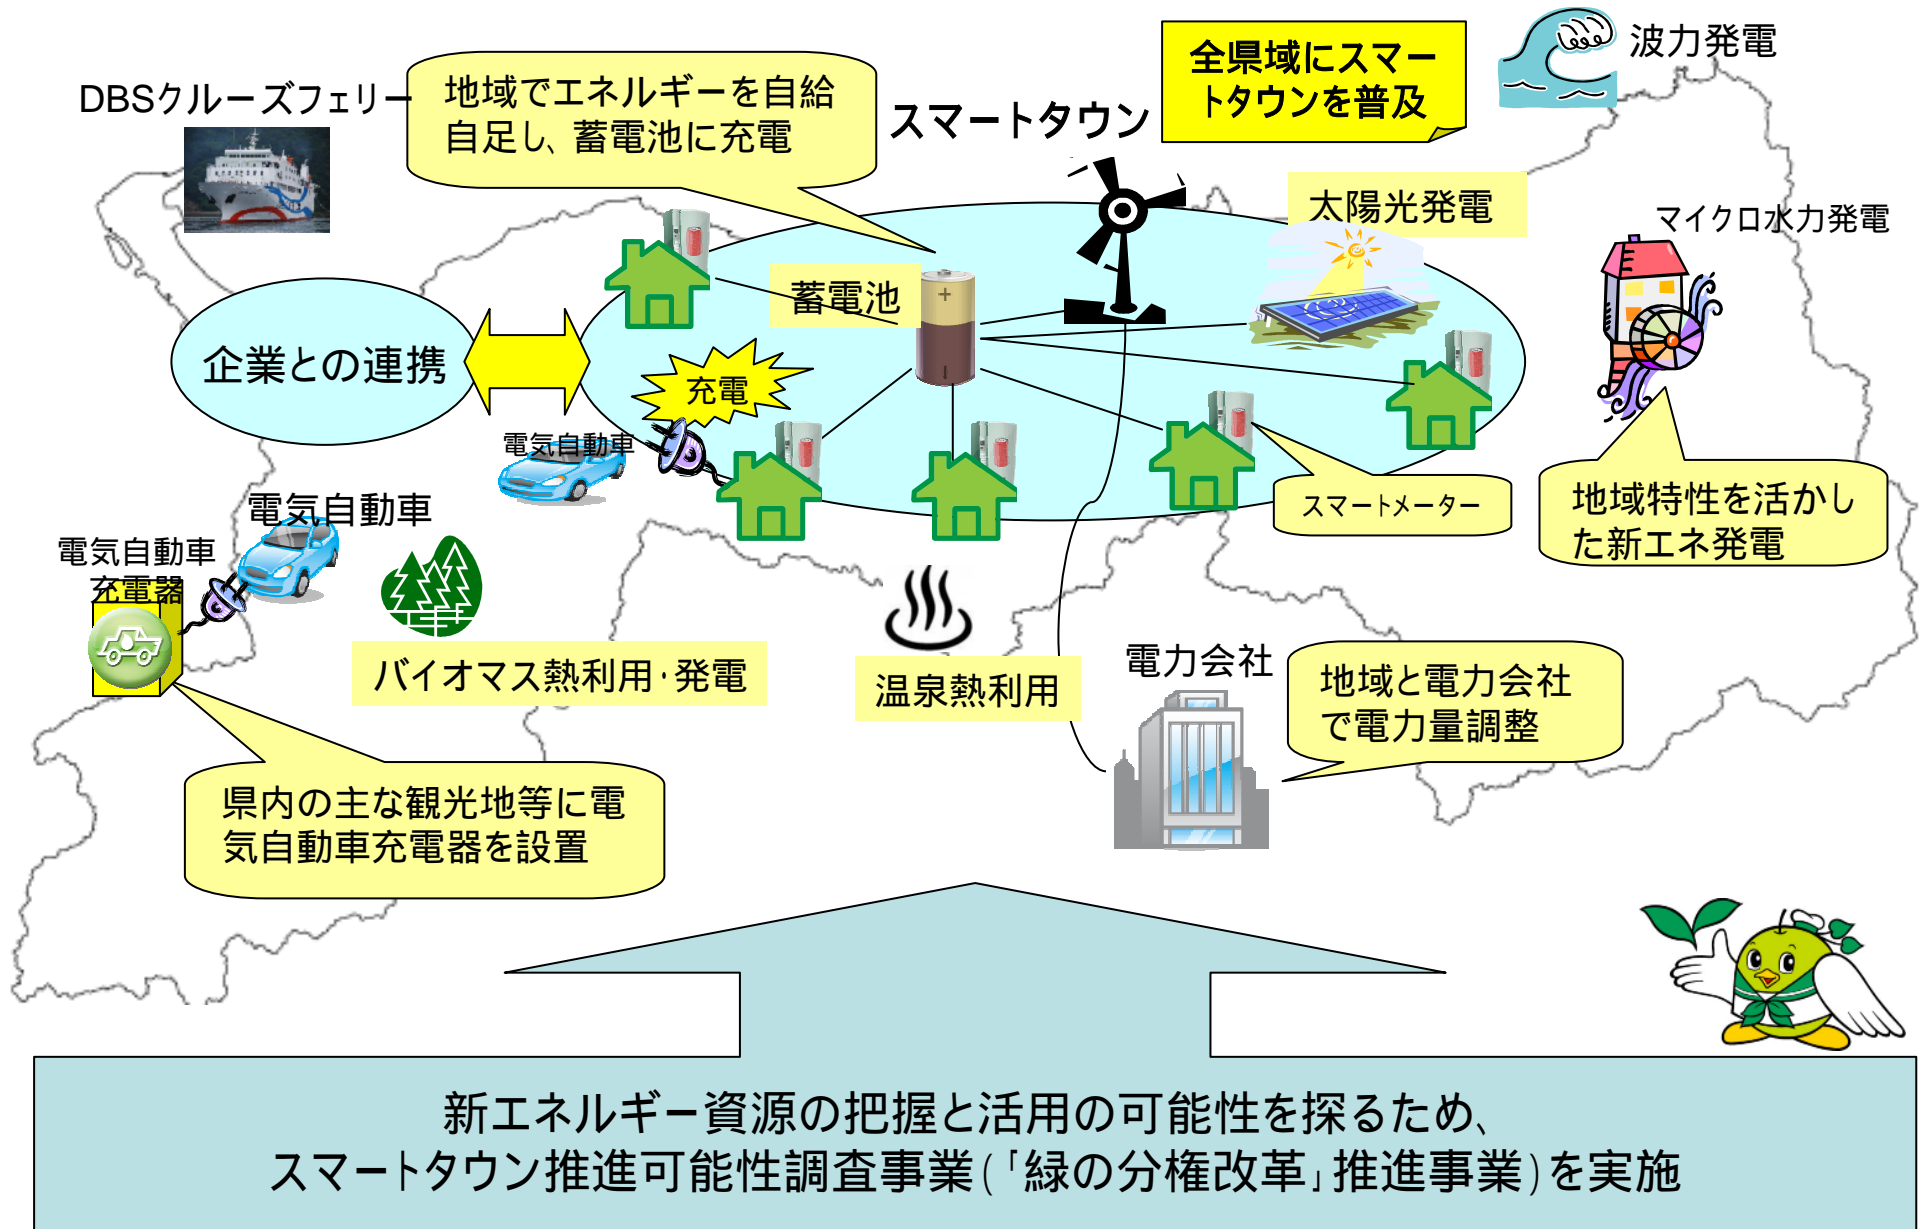 波力発電
全県域にスマー
トタウンを普及
DBSクルーズフェリー
地域でエネルギーを自給
自足し、蓄電池に充電
スマートタウン
太陽光発電
マイクロ水力発電
蓄電池
企業との連携
充電
電気自動車
スマートメーター
地域特性を活かし
た新エネ発電
電気自動車
電気自動車
充電器
バイオマス熱利用・発電
温泉熱利用
電力会社
地域と電力会社
で電力量調整
県内の主な観光地等に電
気自動車充電器を設置
新エネルギー資源の把握と活用の可能性を探るため、
スマートタウン推進可能性調査事業(「緑の分権改革」推進事業)を実施